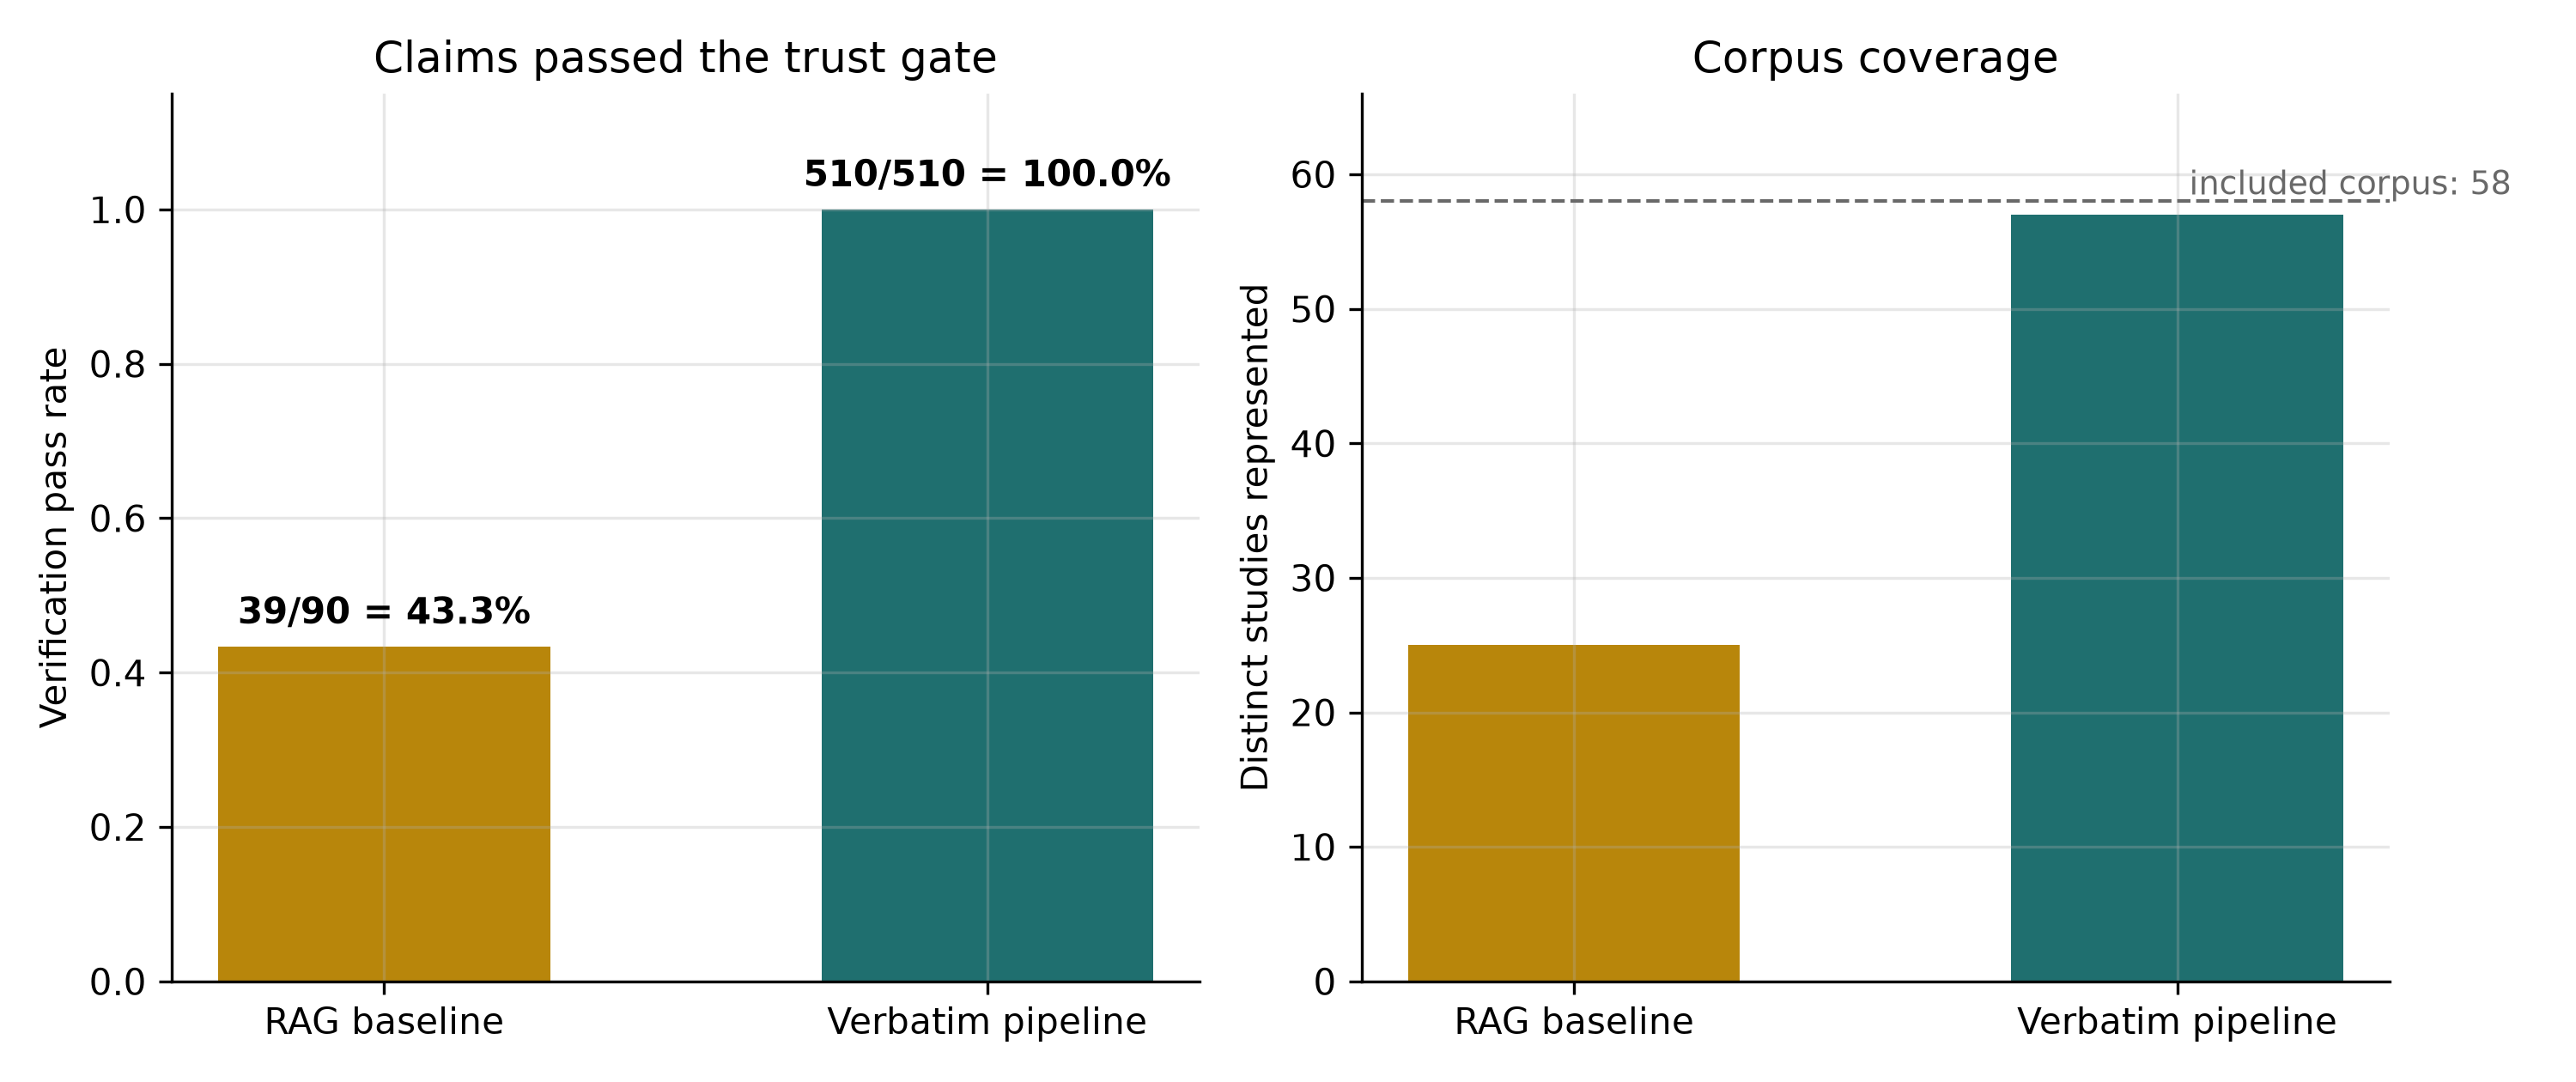 Claims passed the trust gate
Verification pass rate
1.0
0.8
0.6
0.4
0.2
0.0
39/90 = 43.3%
510/510 = 100.0%
RAG baseline
Verbatim pipeline
Corpus coverage
Distinct studies represented
60
50
40
30
20
10
0
included corpus: 58
RAG baseline
Verbatim pipeline